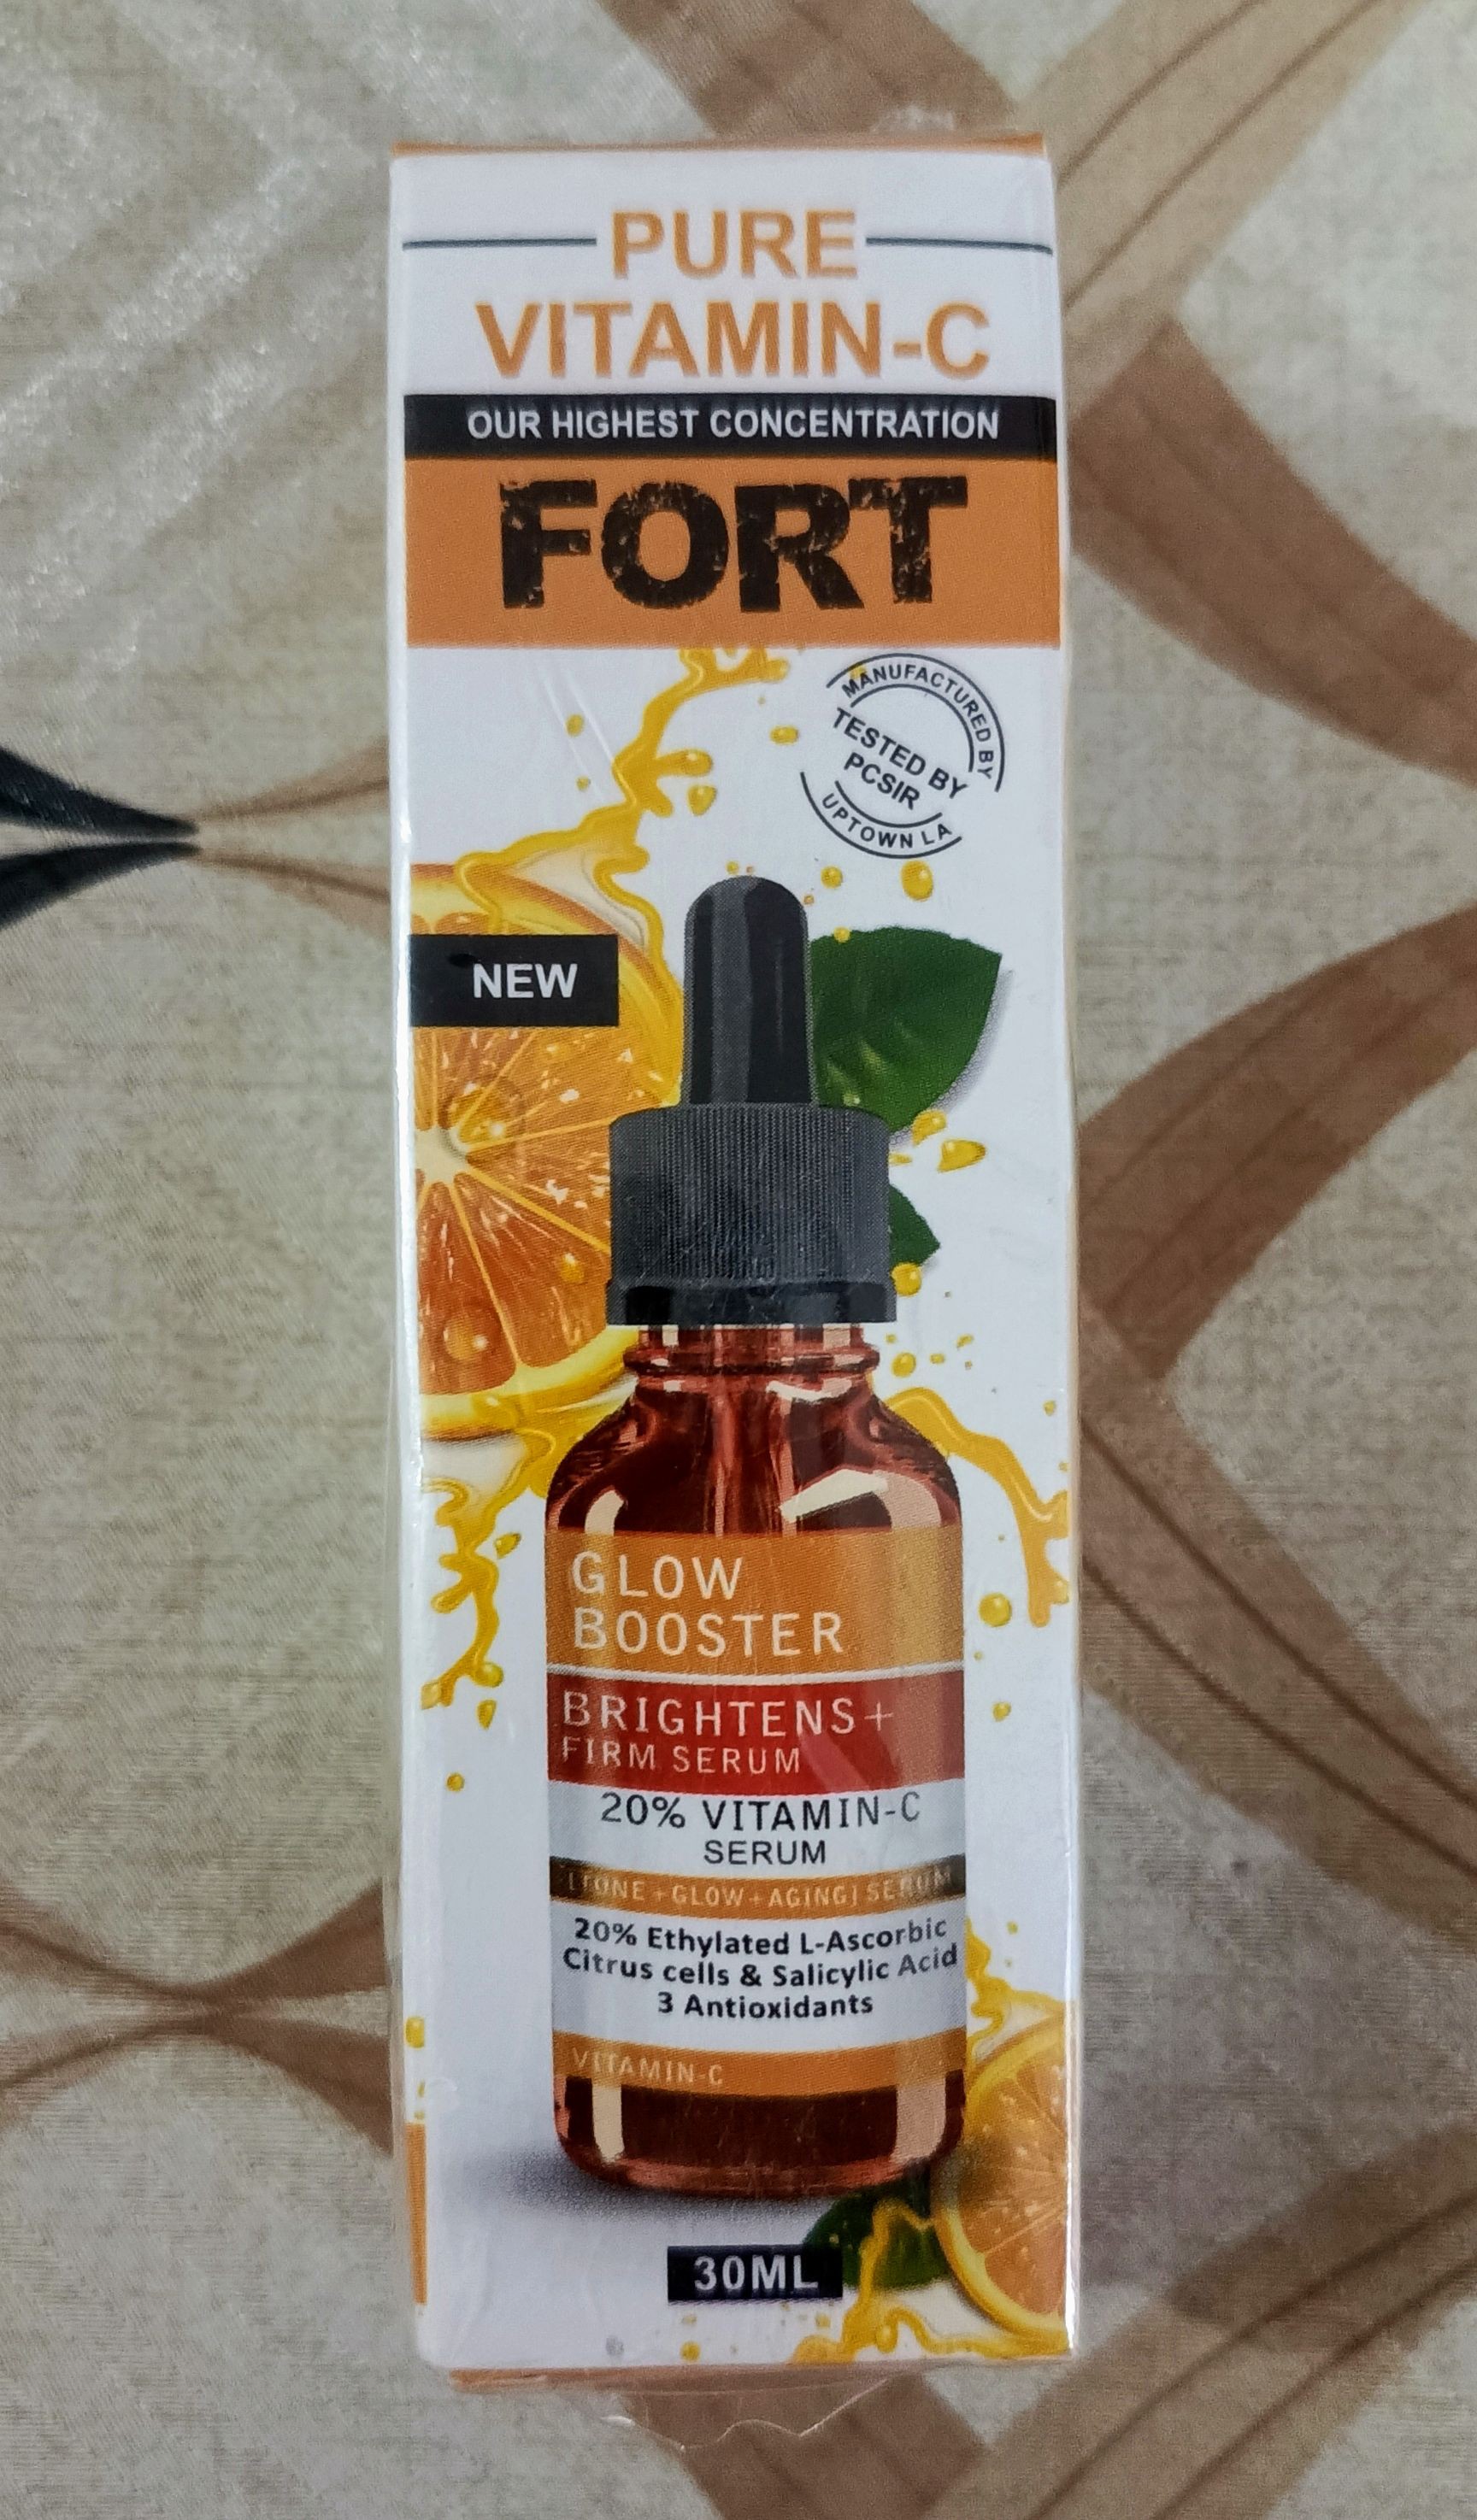 PURE
VITAMIN-C
OUR HIGHEST CONCENTRATION
FORT
MANUFACTURED BY
TESTED BY
PCSIR
UPTOWN LA
NEW
GLOW
BOOSTER
BRIGHTENS+
FIRM SERUM
20% VITAMIN-C
SERUM
[TONE+GLOW+AGING] SERUM
20% Ethylated L-Ascorbic
Citrus cells & Salicylic Acid
3 Antioxidants
VITAMIN-C
30ML